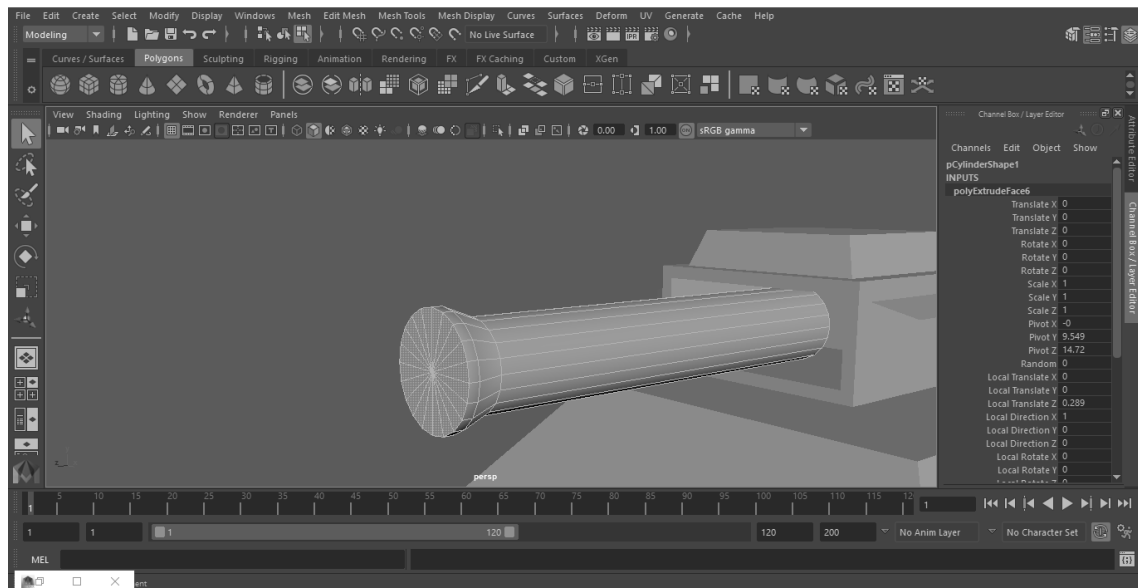 File Edit Create Select Modify Display Windows Mesh Edit Mesh Mesh Tools Mesh Display Curves Surfaces Deform UV Generate Cache Help
Modeling No Live Surface IPR
Curves / Surfaces Polygons Sculpting Rigging Animation Rendering FX FX Caching Custom XGen
View Shading Lighting Show Renderer Panels
0.00 1.00 sRGB gamma
persp
Channel Box / Layer Editor
Channels Edit Object Show
pCylinderShape1
INPUTS
polyExtrudeFace6
Translate X 0
Translate Y 0
Translate Z 0
Rotate X 0
Rotate Y 0
Rotate Z 0
Scale X 1
Scale Y 1
Scale Z 1
Pivot X -0
Pivot Y 9.549
Pivot Z 14.72
Random 0
Local Translate X 0
Local Translate Y 0
Local Translate Z 0.289
Local Direction X 1
Local Direction Y 0
Local Direction Z 0
Local Rotate X 0
Local Rotate Y 0
Local Rotate Z 0
Attribute Editor
Channel Box / Layer Editor
1 5 10 15 20 25 30 35 40 45 50 55 60 65 70 75 80 85 90 95 100 105 110 115 12 1
1 1 1 120 120 200 No Anim Layer No Character Set
MEL
ent